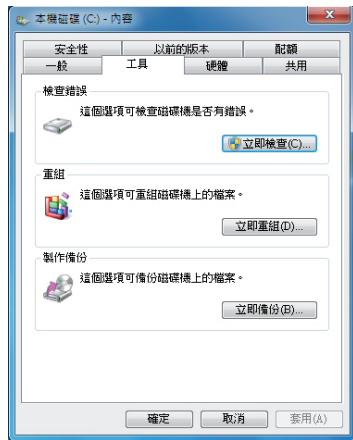 本機磁碟 (C:) - 內容
安全性 以前的版本 配額
一般 工具 硬體 共用
檢查錯誤
這個選項可檢查磁碟機是否有錯誤。
立即檢查(C)...
重組
這個選項可重組磁碟機上的檔案。
立即重組(D)...
製作備份
這個選項可備份磁碟機上的檔案。
立即備份(B)...
確定 取消 套用(A)